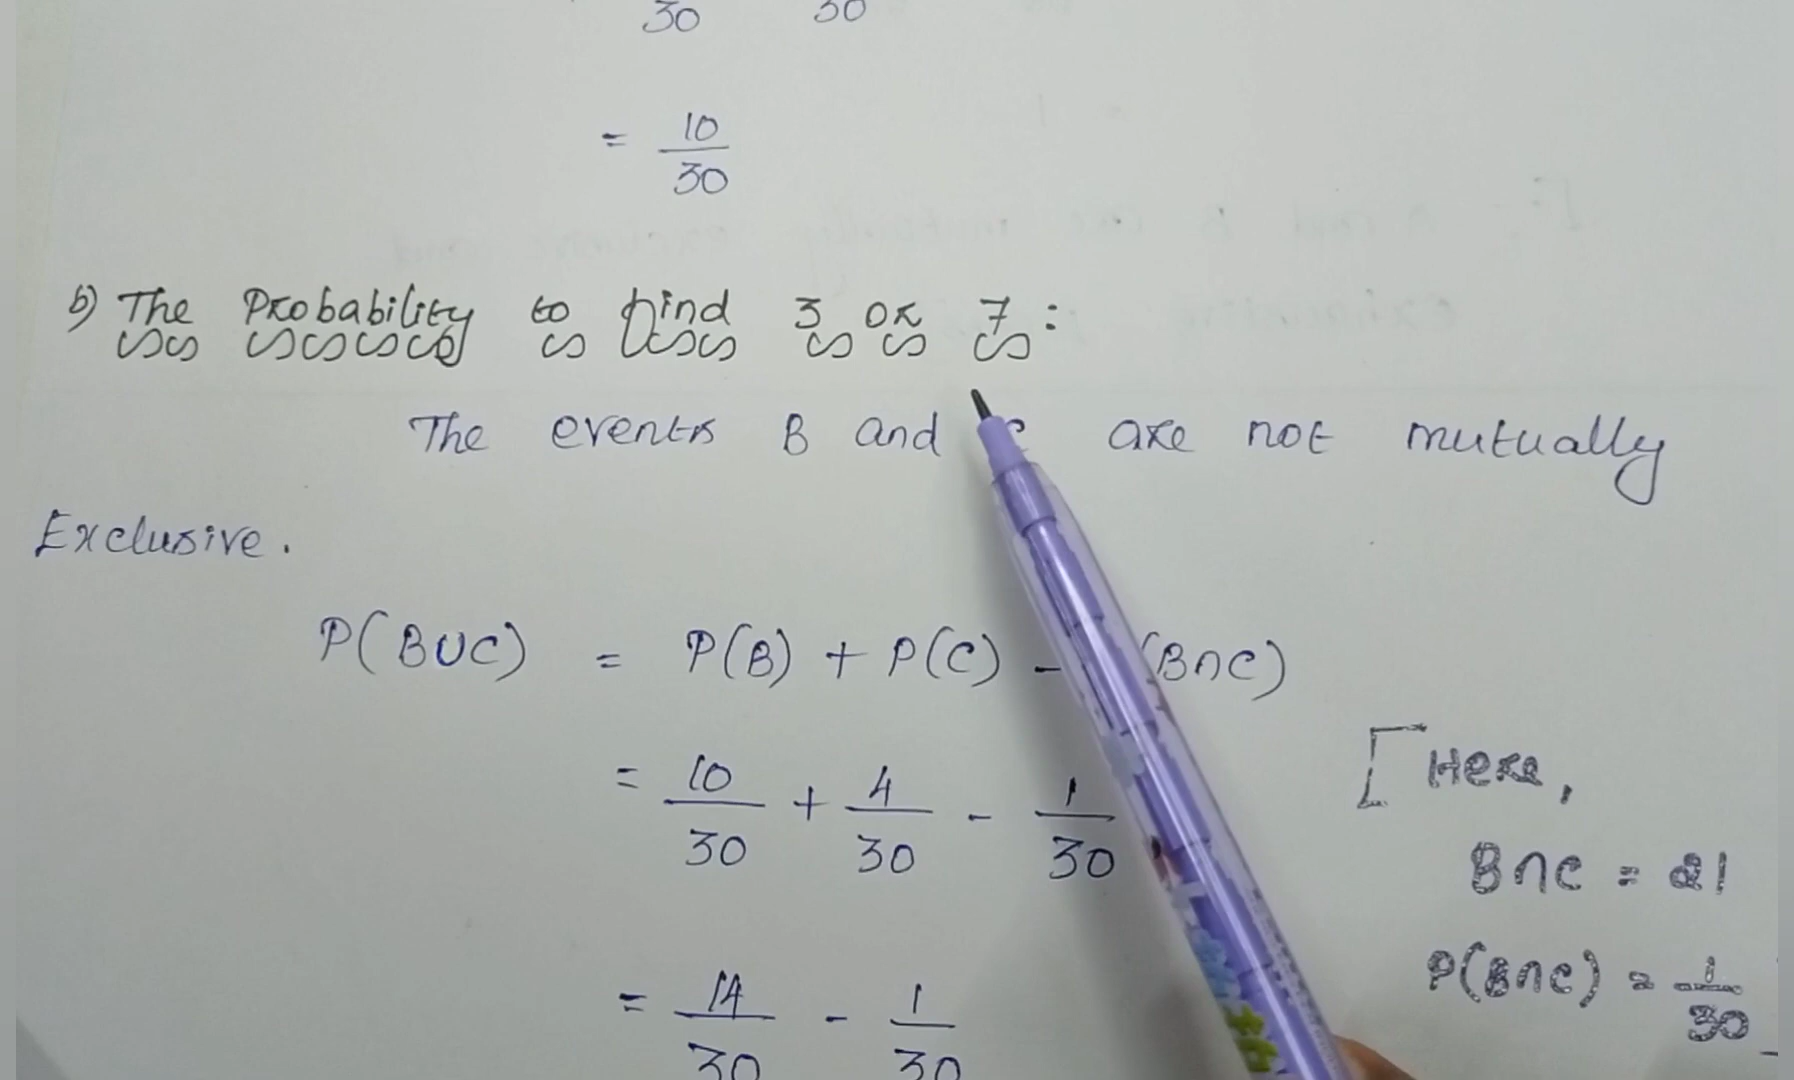 30 30
= 10/30
b) The Probability to find 3 or 7:
The events B and C are not mutually
Exclusive.
P(B∪C) = P(B) + P(C) - (B∩C)
= 10/30 + 4/30 - 1/30
[Here,
B∩C = 21
P(B∩C) = 1/30
= 14/30 - 1/30